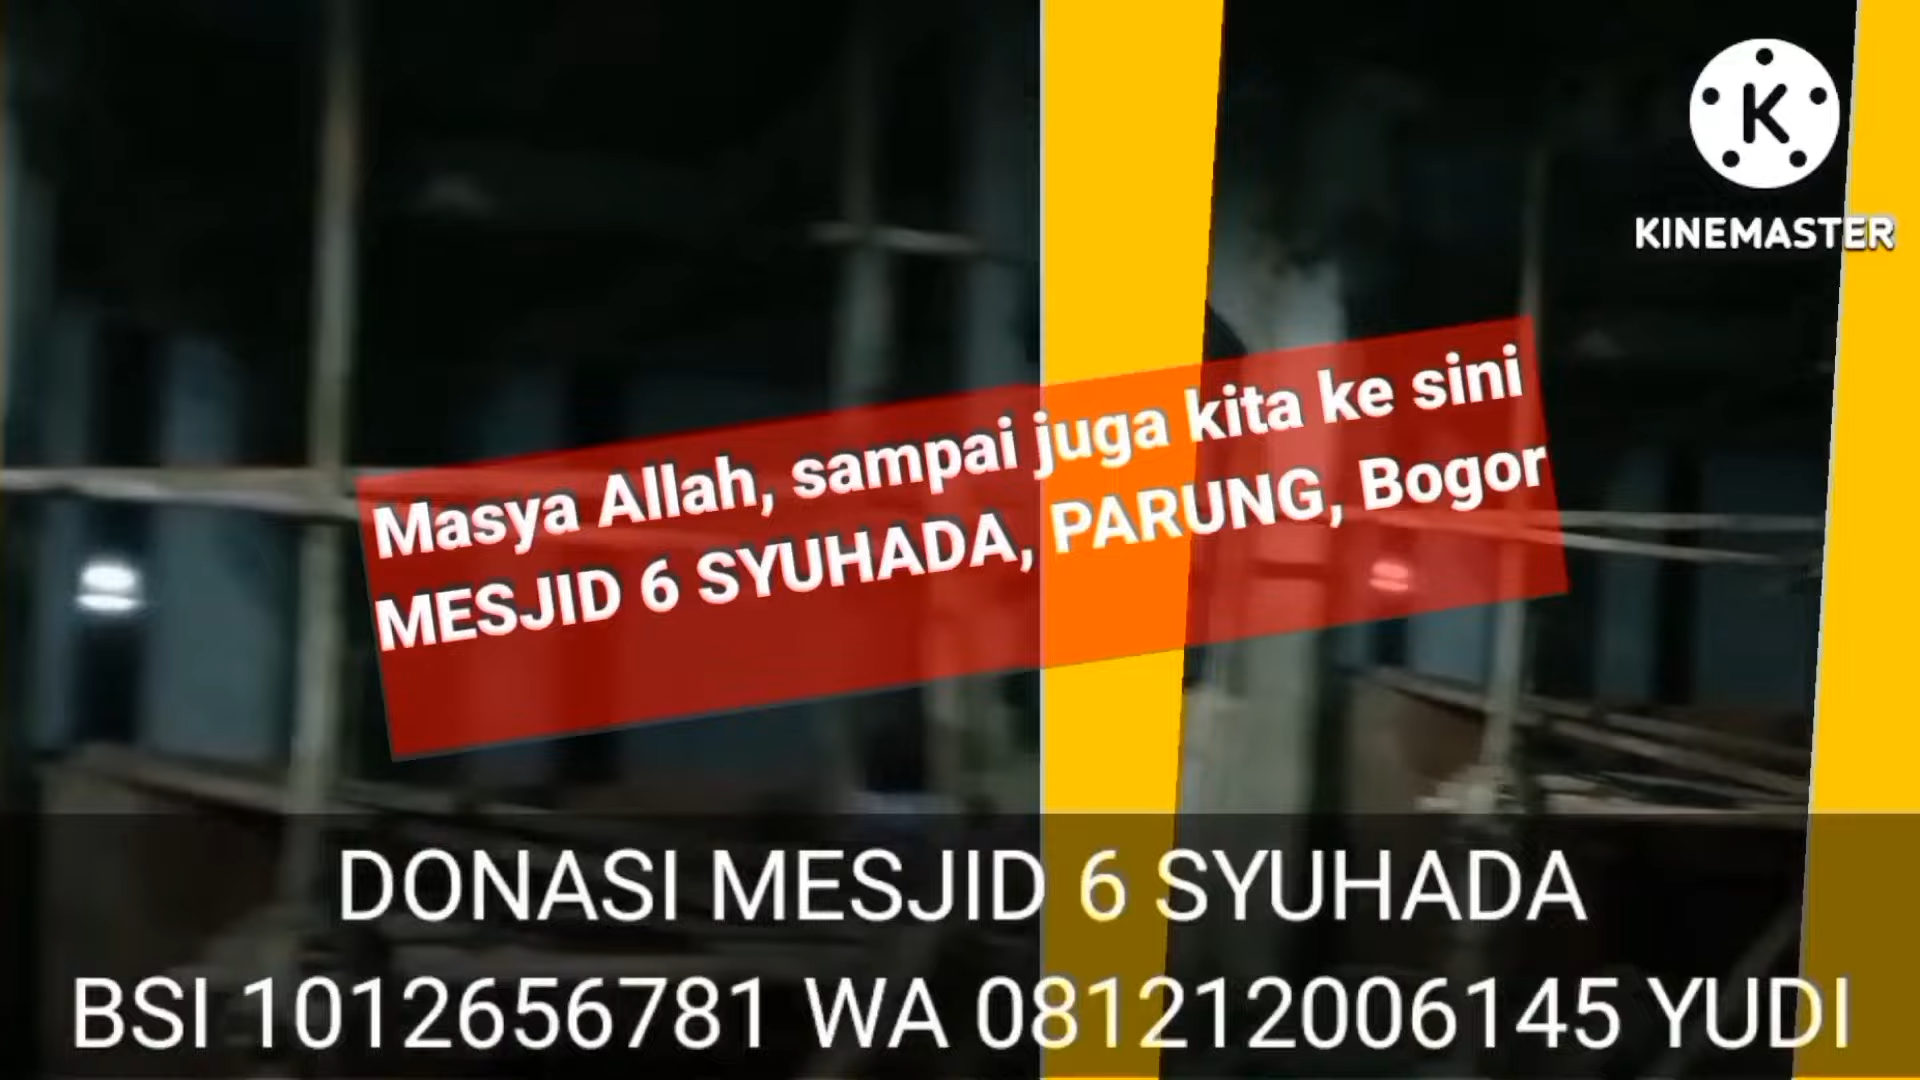 K
KINEMASTER
Masya Allah, sampai juga kita ke sini
MESJID 6 SYUHADA, PARUNG, Bogor
DONASI MESJID 6 SYUHADA
BSI 1012656781 WA 081212006145 YUDI